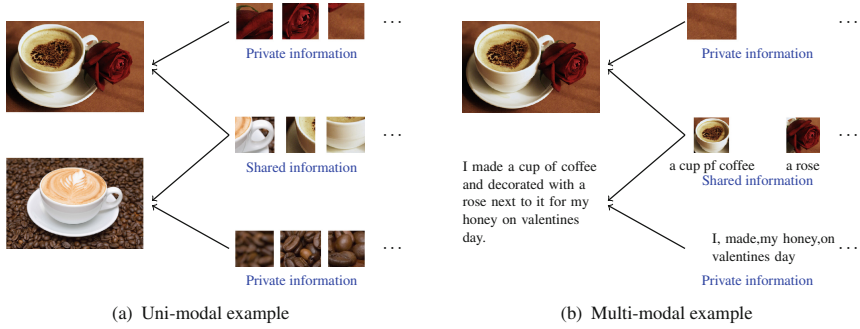 ...
Private information
...
Shared information
...
Private information
(a) Uni-modal example
...
Private information
I made a cup of coffee
and decorated with a
rose next to it for my
honey on valentines
day.
...
a cup pf coffee
a rose
Shared information
I, made,my honey,on
valentines day
...
Private information
(b) Multi-modal example